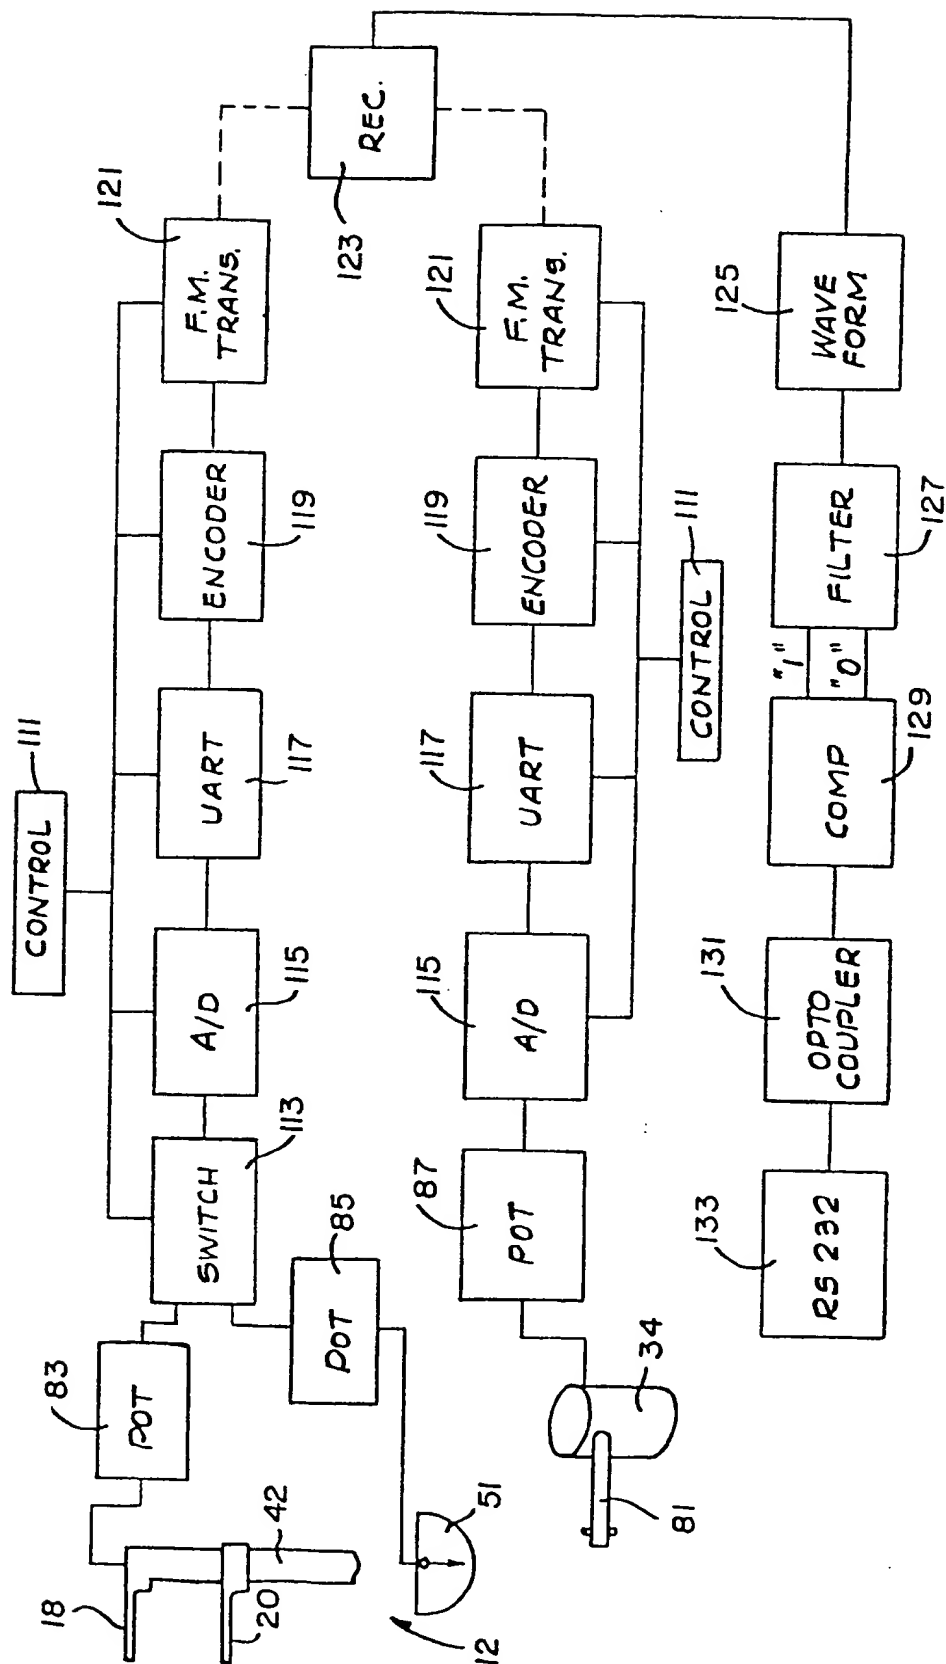 CONTROL
111
18
42
20
83
POT
SWITCH
113
A/D
115
UART
117
ENCODER
119
F.M.
TRANS.
121
REC.
123
12
51
85
POT
34
81
87
POT
A/D
115
UART
117
ENCODER
119
F.M.
TRANS.
121
CONTROL
111
133
RS 232
131
OPTO
COUPLER
COMP
129
"1"
"0"
FILTER
127
125
WAVE
FORM